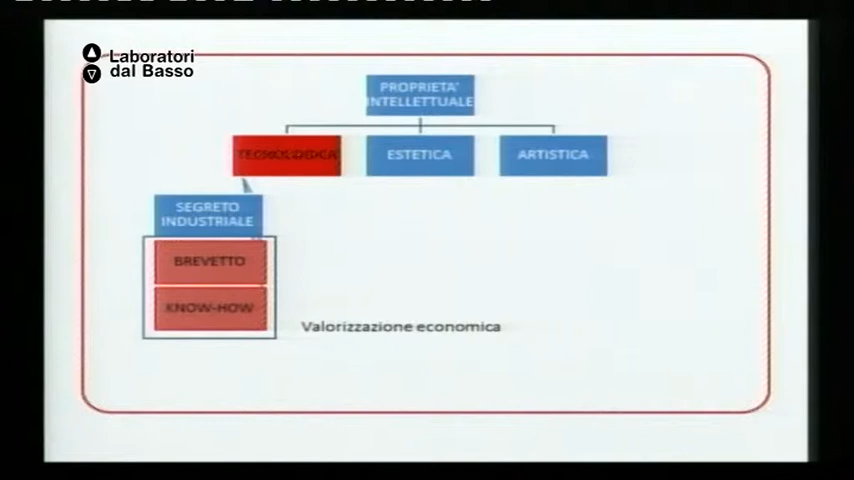 Laboratori
dal Basso
PROPRIETA'
INTELLETTUALE
TECNOLOGICA
ESTETICA
ARTISTICA
SEGRETO
INDUSTRIALE
BREVETTO
KNOW-HOW
Valorizzazione economica